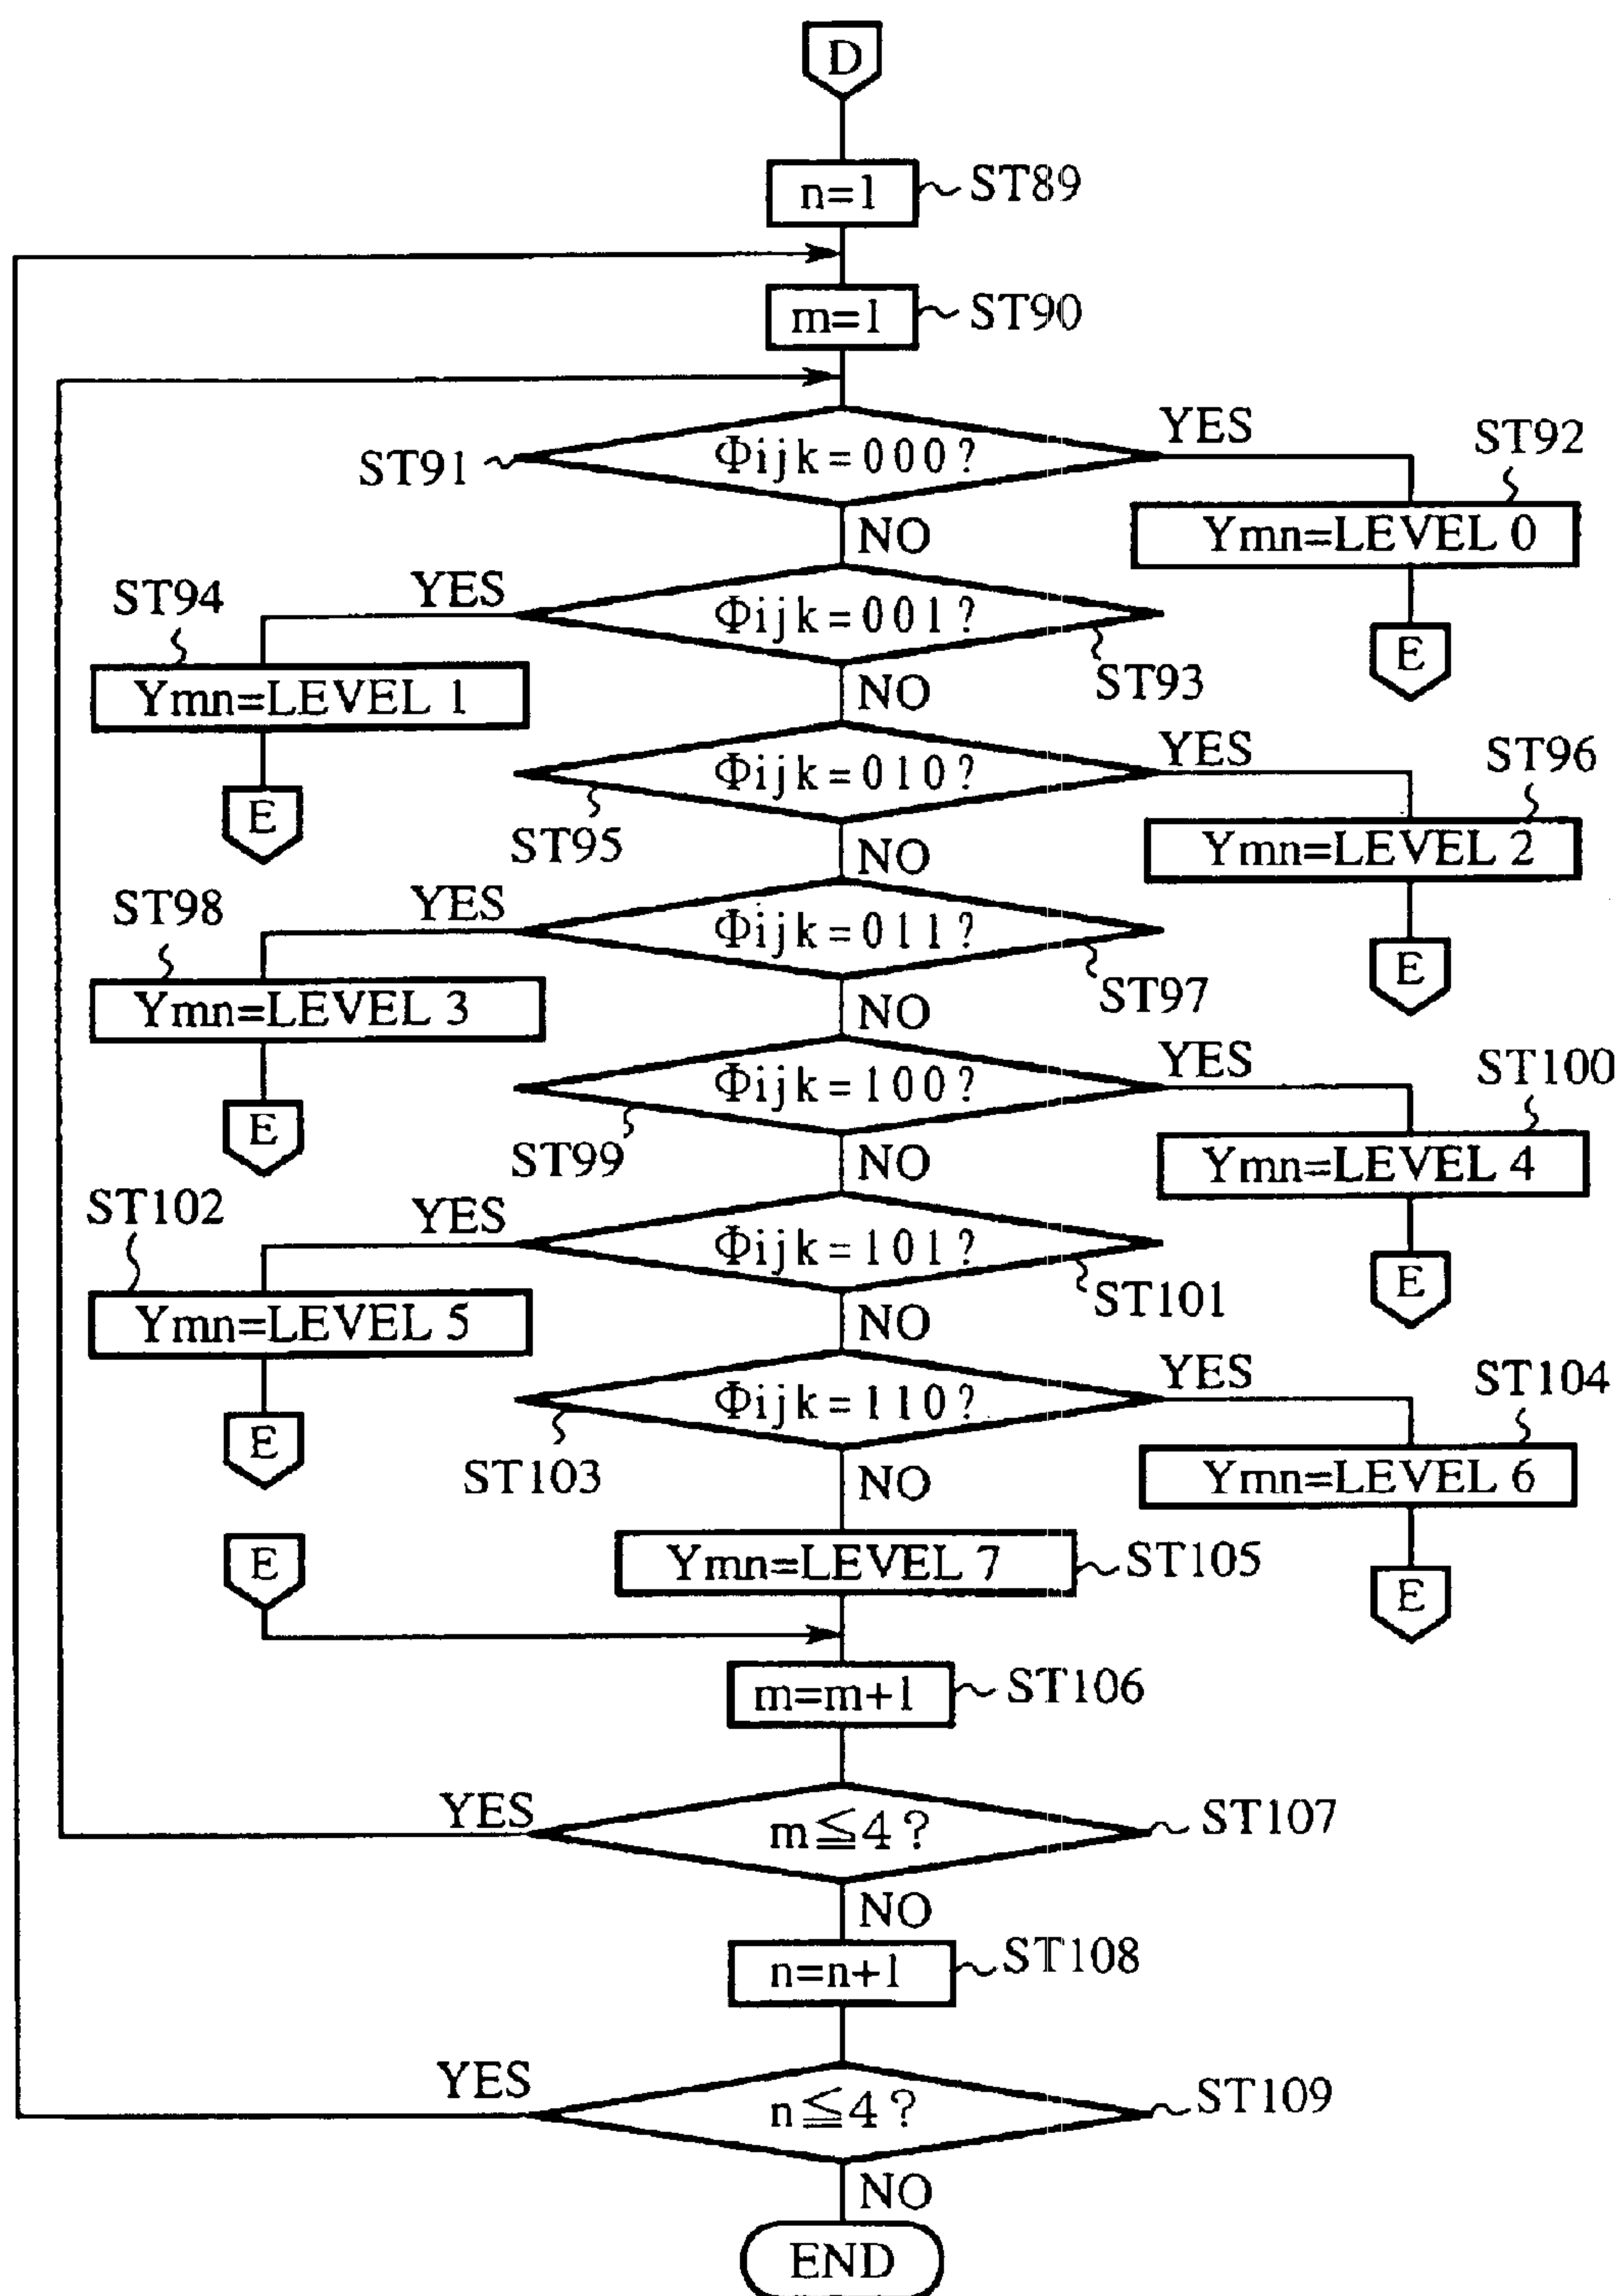 D
n=1 ST89
m=1 ST90
ST91 Φijk=000? YES
ST92
NO
Ymn=LEVEL 0
ST94 YES
Φijk=001?
ST93
E
Ymn=LEVEL 1
NO
E
Φijk=010? YES
ST96
ST95
NO
Ymn=LEVEL 2
ST98 YES
Φijk=011?
ST97
E
Ymn=LEVEL 3
NO
E
Φijk=100? YES
ST100
ST99
NO
Ymn=LEVEL 4
ST102 YES
Φijk=101?
ST101
E
Ymn=LEVEL 5
NO
E
Φijk=110? YES
ST104
ST103
NO
Ymn=LEVEL 6
E
E
Ymn=LEVEL 7 ST105
m=m+1 ST106
YES
m≦4? ST107
NO
n=n+1 ST108
YES
n≦4? ST109
NO
END